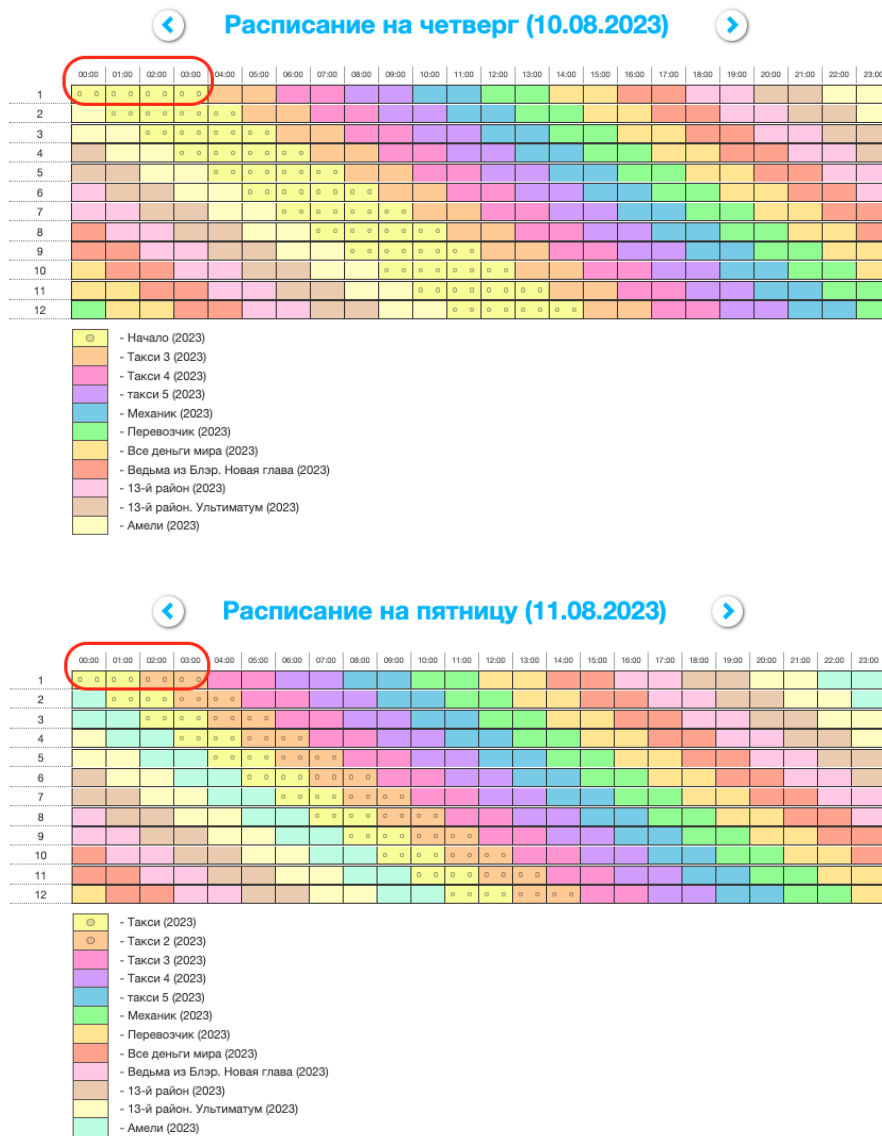 Расписание на четверг (10.08.2023)
00:00 01:00 02:00 03:00 04:00 05:00 06:00 07:00 08:00 09:00 10:00 11:00 12:00 13:00 14:00 15:00 16:00 17:00 18:00 19:00 20:00 21:00 22:00 23:00
1
2
3
4
5
6
7
8
9
10
11
12
- Начало (2023)
- Такси 3 (2023)
- Такси 4 (2023)
- такси 5 (2023)
- Механик (2023)
- Перевозчик (2023)
- Все деньги мира (2023)
- Ведьма из Блэр. Новая глава (2023)
- 13-й район (2023)
- 13-й район. Ультиматум (2023)
- Амели (2023)
Расписание на пятницу (11.08.2023)
00:00 01:00 02:00 03:00 04:00 05:00 06:00 07:00 08:00 09:00 10:00 11:00 12:00 13:00 14:00 15:00 16:00 17:00 18:00 19:00 20:00 21:00 22:00 23:00
1
2
3
4
5
6
7
8
9
10
11
12
- Такси (2023)
- Такси 2 (2023)
- Такси 3 (2023)
- Такси 4 (2023)
- такси 5 (2023)
- Механик (2023)
- Перевозчик (2023)
- Все деньги мира (2023)
- Ведьма из Блэр. Новая глава (2023)
- 13-й район (2023)
- 13-й район. Ультиматум (2023)
- Амели (2023)